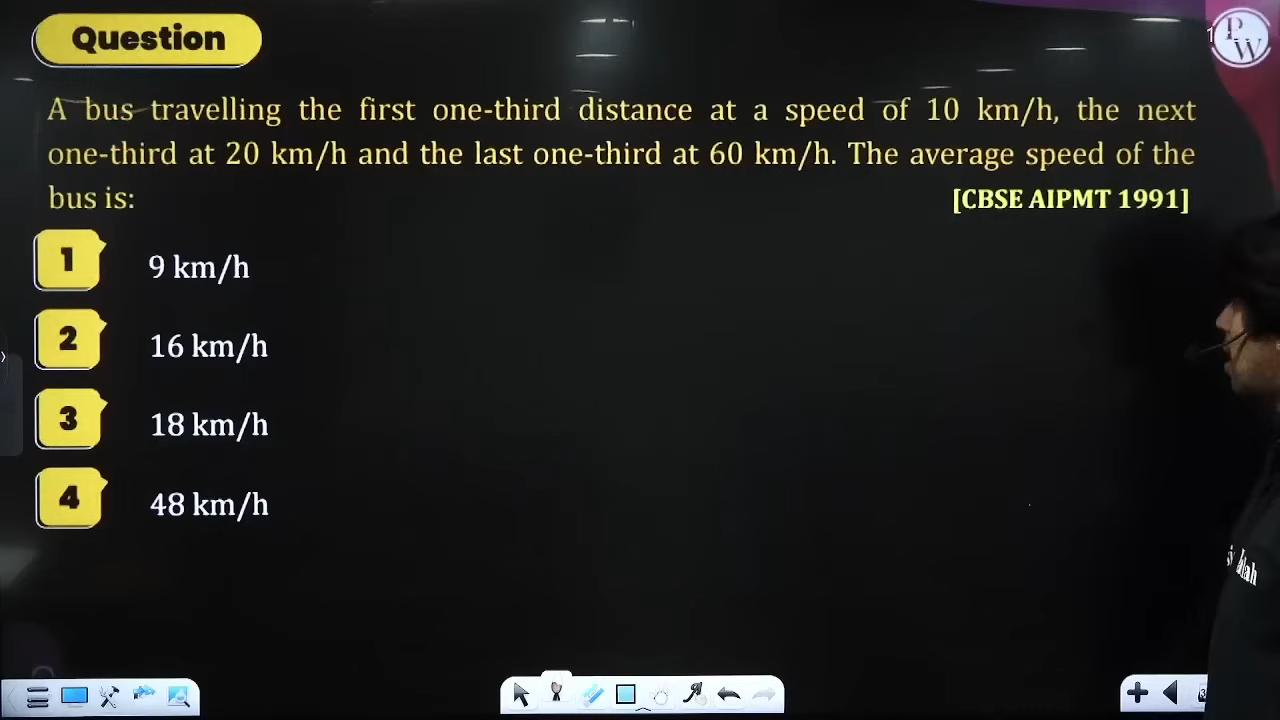 Question
A bus travelling the first one-third distance at a speed of 10 km/h, the next
one-third at 20 km/h and the last one-third at 60 km/h. The average speed of the
bus is:
[CBSE AIPMT 1991]
1
9 km/h
2
16 km/h
3
18 km/h
4
48 km/h
P
W